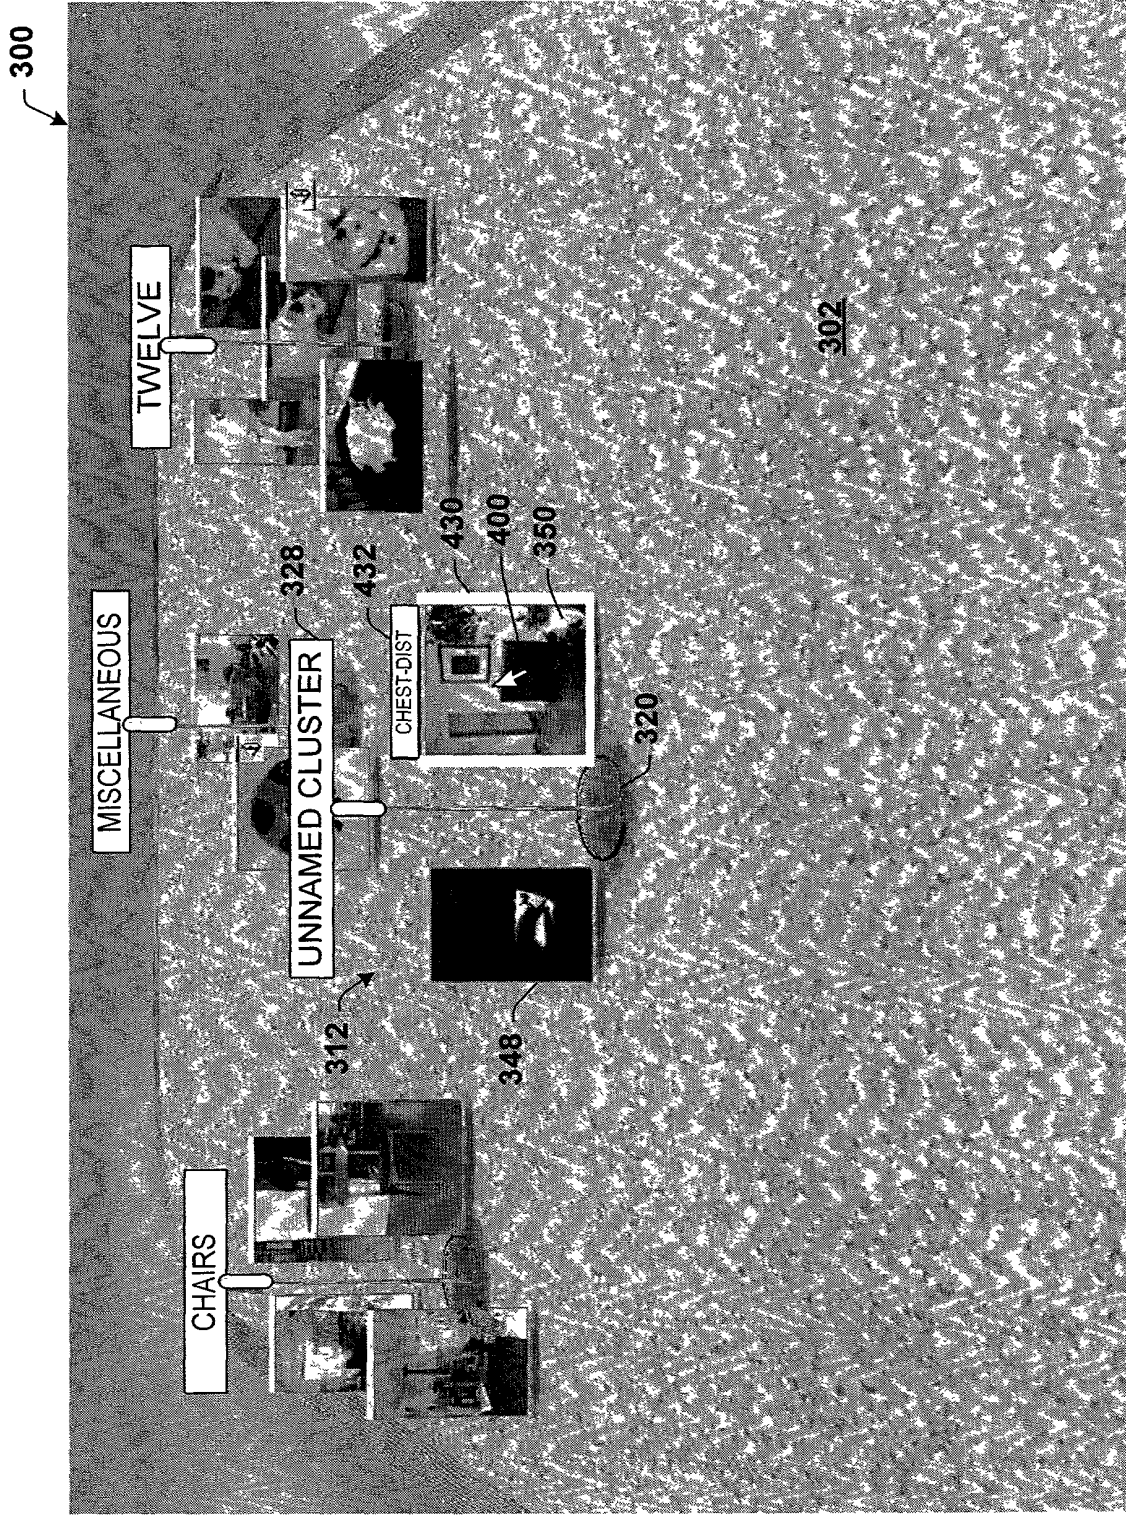 300
MISCELLANEOUS
TWELVE
CHAIRS
UNNAMED CLUSTER
328
432
CHEST-DIST
430
400
350
312
348
320
302